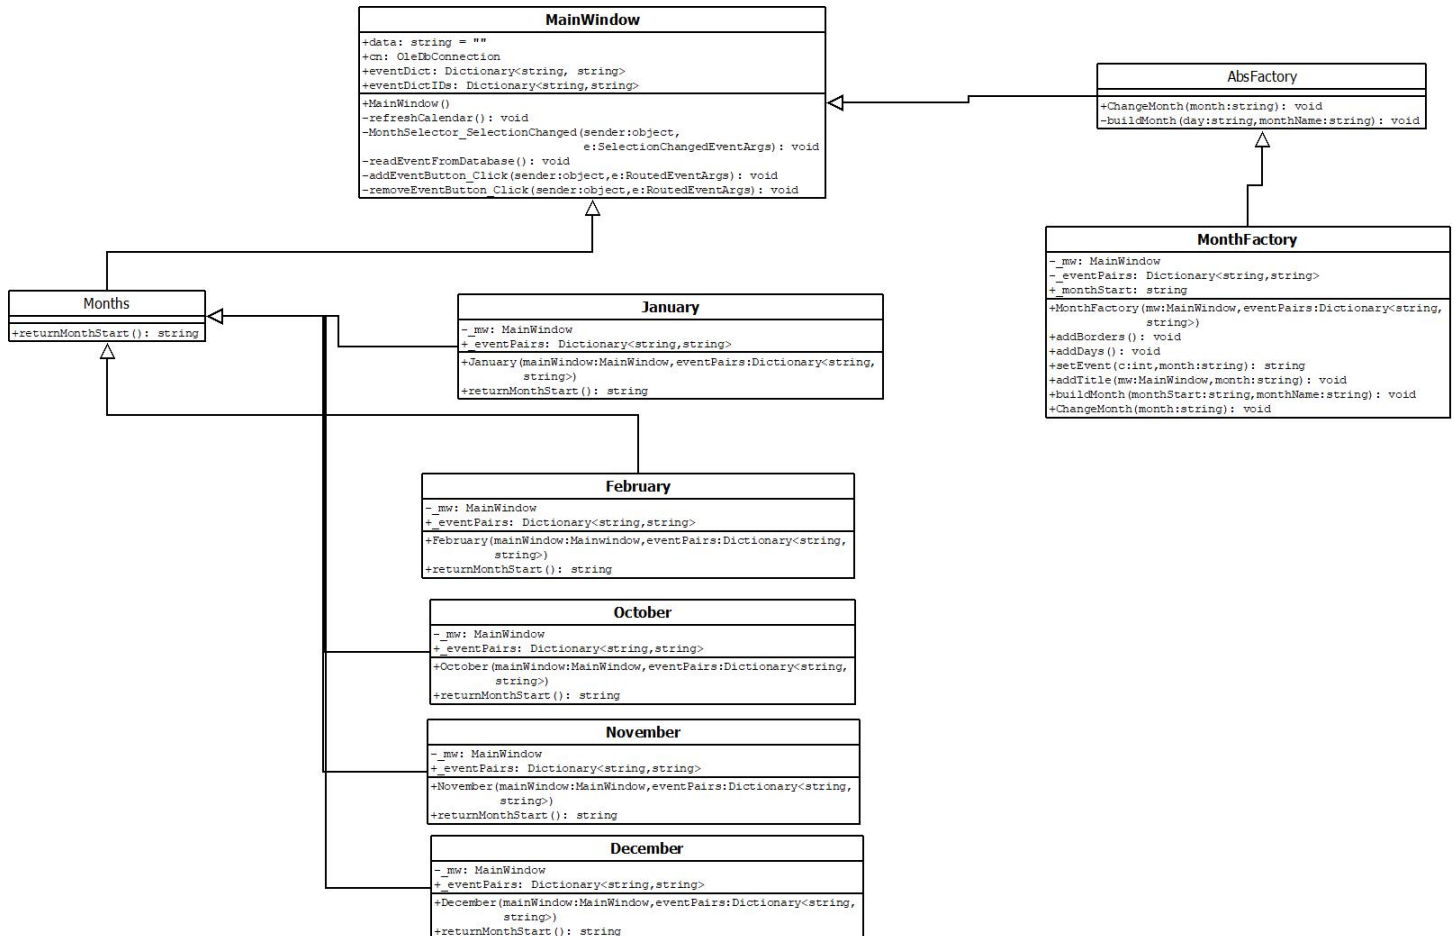 MainWindow
+data: string = ""
+cn: OleDbConnection
+eventDict: Dictionary<string, string>
+eventDictIDs: Dictionary<string,string>
+MainWindow()
-refreshCalendar(): void
-MonthSelector_SelectionChanged(sender:object,
e:SelectionChangedEventArgs): void
-readEventFromDatabase(): void
-addEventButton_Click(sender:object,e:RoutedEventArgs): void
-removeEventButton_Click(sender:object,e:RoutedEventArgs): void
AbsFactory
+ChangeMonth(month:string): void
-buildMonth(day:string,monthName:string): void
MonthFactory
-_mw: MainWindow
-_eventPairs: Dictionary<string,string>
+_monthStart: string
+MonthFactory(mw:MainWindow,eventPairs:Dictionary<string,
string>)
+addBorders(): void
+addDays(): void
+setEvent(c:int,month:string): string
+addTitle(mw:MainWindow,month:string): void
+buildMonth(monthStart:string,monthName:string): void
+ChangeMonth(month:string): void
Months
+returnMonthStart(): string
January
-_mw: MainWindow
+_eventPairs: Dictionary<string,string>
+January(mainWindow:MainWindow,eventPairs:Dictionary<string,
string>)
+returnMonthStart(): string
February
-_mw: MainWindow
+_eventPairs: Dictionary<string,string>
+February(mainWindow:Mainwindow,eventPairs:Dictionary<string,
string>)
+returnMonthStart(): string
October
-_mw: MainWindow
+_eventPairs: Dictionary<string,string>
+October(mainWindow:MainWindow,eventPairs:Dictionary<string,
string>)
+returnMonthStart(): string
November
-_mw: MainWindow
+_eventPairs: Dictionary<string,string>
+November(mainWindow:MainWindow,eventPairs:Dictionary<string,
string>)
+returnMonthStart(): string
December
-_mw: MainWindow
+_eventPairs: Dictionary<string,string>
+December(mainWindow:MainWindow,eventPairs:Dictionary<string,
string>)
+returnMonthStart(): string